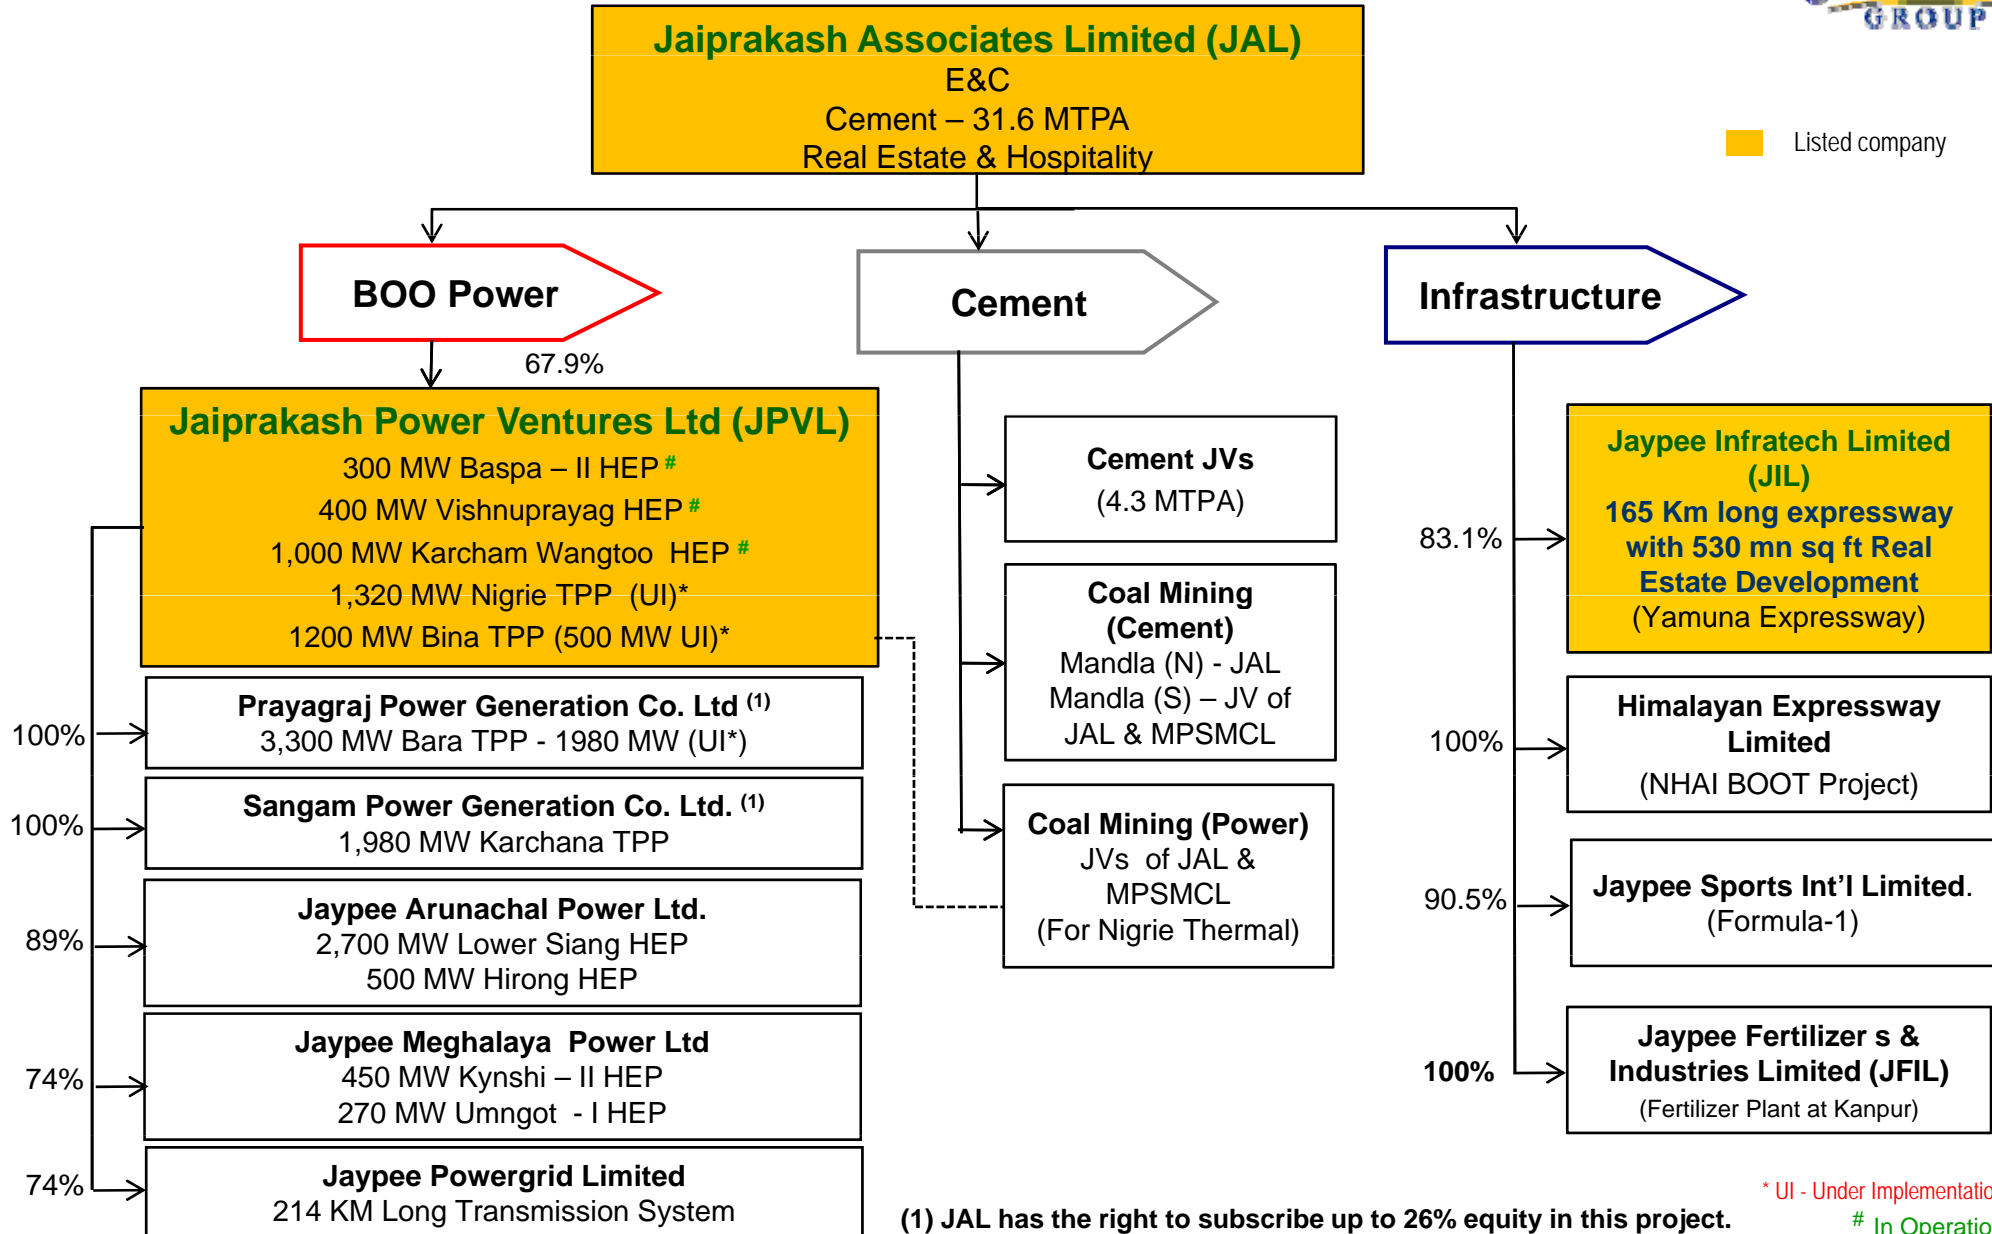 GROUP
Jaiprakash Associates Limited (JAL)
E&C
Cement – 31.6 MTPA
Real Estate & Hospitality
Listed company
BOO Power
Cement
Infrastructure
67.9%
Jaiprakash Power Ventures Ltd (JPVL)
300 MW Baspa – II HEP #
400 MW Vishnuprayag HEP #
1,000 MW Karcham Wangtoo HEP #
1,320 MW Nigrie TPP (UI)*
1200 MW Bina TPP (500 MW UI)*
100%
Prayagraj Power Generation Co. Ltd (1)
3,300 MW Bara TPP - 1980 MW (UI*)
100%
Sangam Power Generation Co. Ltd. (1)
1,980 MW Karchana TPP
89%
Jaypee Arunachal Power Ltd.
2,700 MW Lower Siang HEP
500 MW Hirong HEP
74%
Jaypee Meghalaya Power Ltd
450 MW Kynshi – II HEP
270 MW Umngot - I HEP
74%
Jaypee Powergrid Limited
214 KM Long Transmission System
Cement JVs
(4.3 MTPA)
Coal Mining
(Cement)
Mandla (N) - JAL
Mandla (S) – JV of
JAL & MPSMCL
Coal Mining (Power)
JVs of JAL &
MPSMCL
(For Nigrie Thermal)
83.1%
Jaypee Infratech Limited
(JIL)
165 Km long expressway
with 530 mn sq ft Real
Estate Development
(Yamuna Expressway)
100%
Himalayan Expressway
Limited
(NHAI BOOT Project)
90.5%
Jaypee Sports Int'l Limited.
(Formula-1)
100%
Jaypee Fertilizer s &
Industries Limited (JFIL)
(Fertilizer Plant at Kanpur)
(1) JAL has the right to subscribe up to 26% equity in this project.
* UI - Under Implementatio
# In Operatio